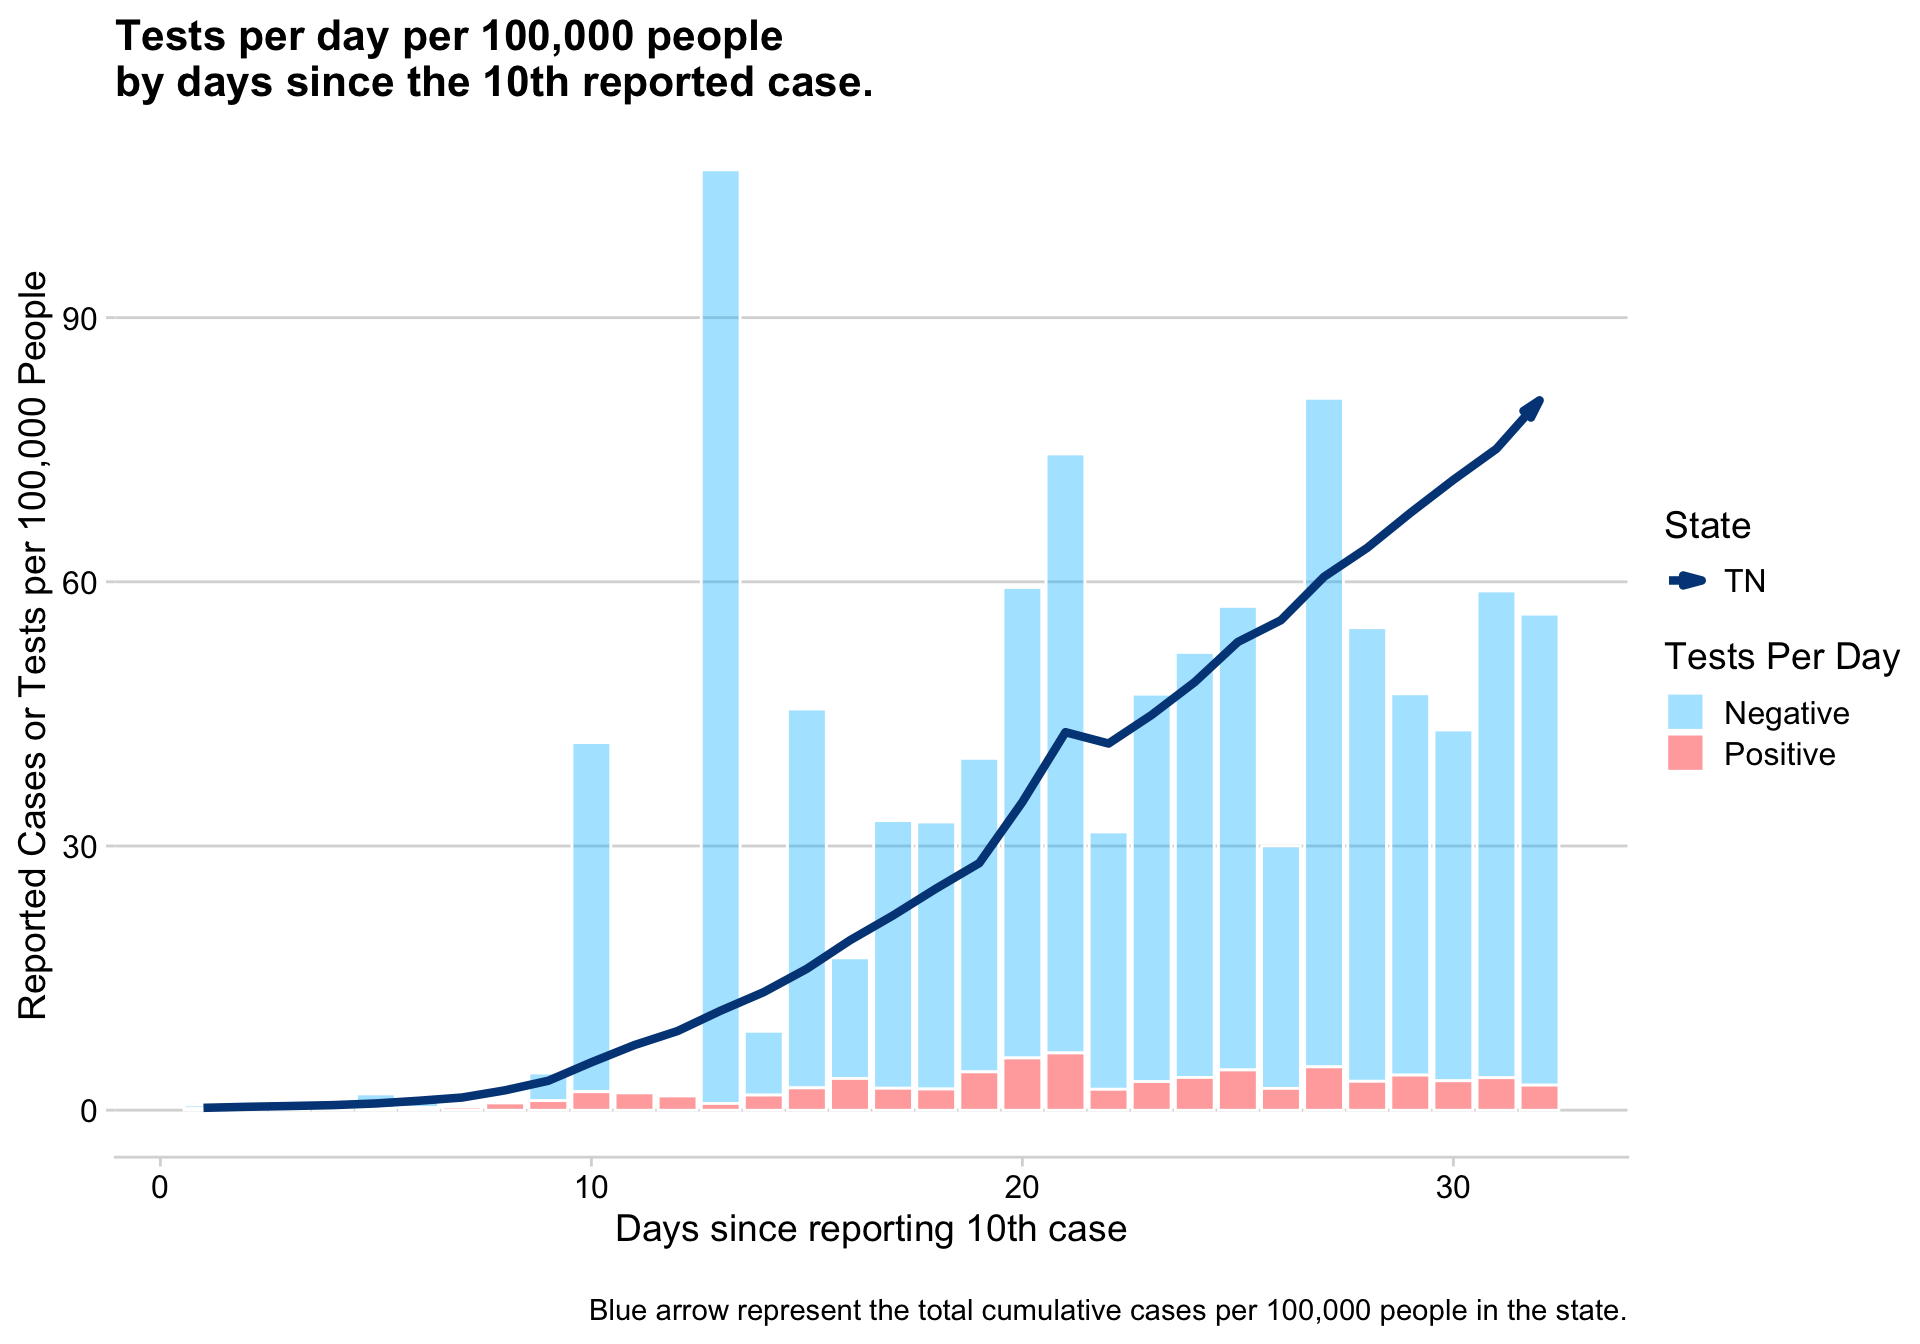 Tests per day per 100,000 people
by days since the 10th reported case.
Reported Cases or Tests per 100,000 People
90
60
30
0
0
10
20
30
Days since reporting 10th case
State
TN
Tests Per Day
Negative
Positive
Blue arrow represent the total cumulative cases per 100,000 people in the state.